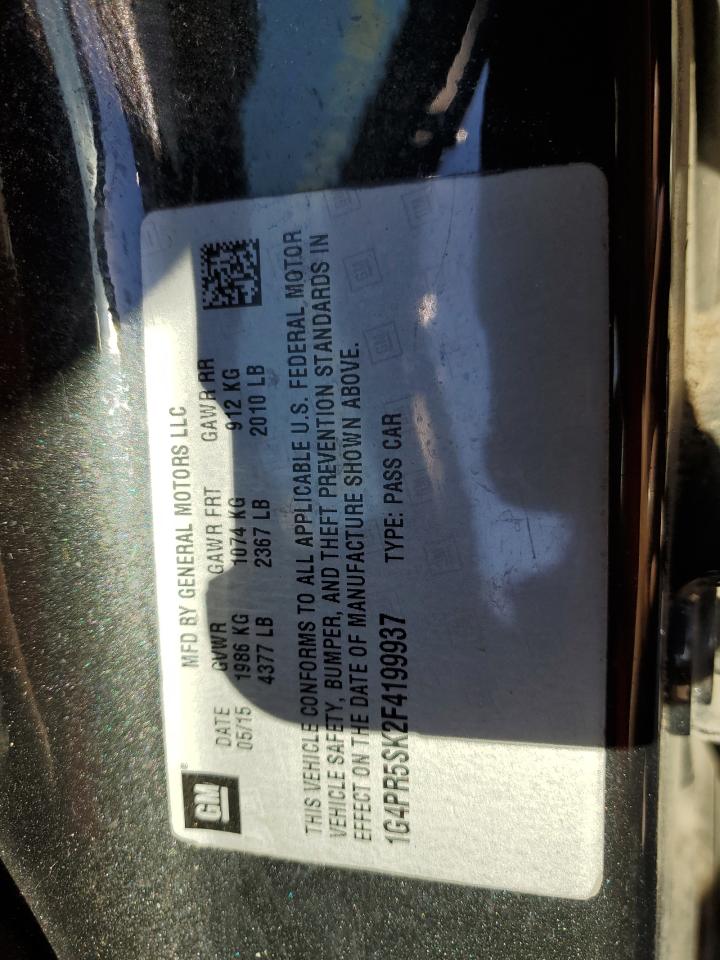 GM
MFD BY GENERAL MOTORS LLC
DATE GVWR GAWR FRT GAWR RR
05/15 1986 KG 1074 KG 912 KG
4377 LB 2367 LB 2010 LB
THIS VEHICLE CONFORMS TO ALL APPLICABLE U.S. FEDERAL MOTOR
VEHICLE SAFETY, BUMPER, AND THEFT PREVENTION STANDARDS IN
EFFECT ON THE DATE OF MANUFACTURE SHOWN ABOVE.
1G4PR5SK2F4199937 TYPE: PASS CAR